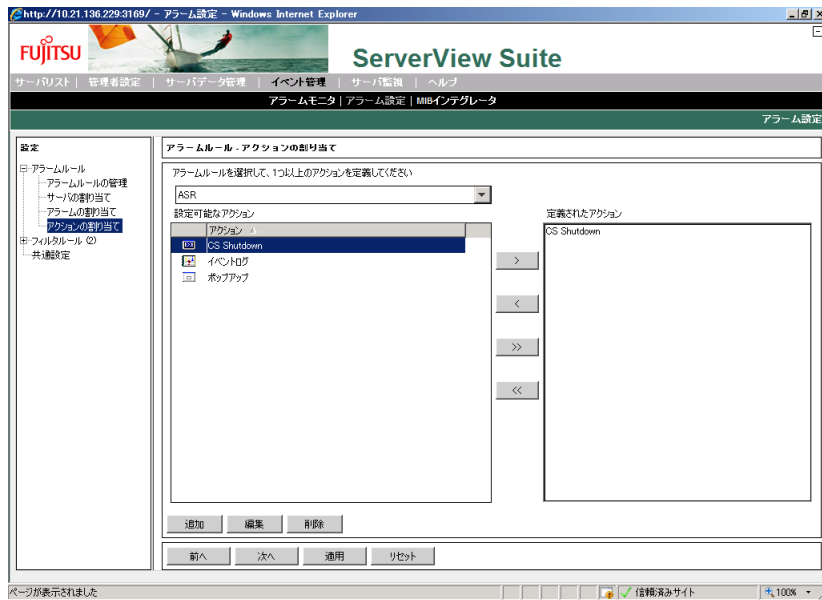 http://10.21.136.229:3169/ - アラーム設定 - Windows Internet Explorer
FUJITSU
ServerView Suite
サーバリスト | 管理者設定 | サーバデータ管理 | イベント管理 | サーバ監視 | ヘルプ
アラームモニタ | アラーム設定 | MIBインテグレータ
アラーム設定
設定
アラームルール
アラームルールの管理
サーバの割り当て
アラームの割り当て
アクションの割り当て
フィルタルール (2)
共通設定
アラームルール - アクションの割り当て
アラームルールを選択して、1つ以上のアクションを定義してください
ASR
設定可能なアクション
アクション
CS Shutdown
イベントログ
ポップアップ
>
<
>>
<<
定義されたアクション
CS Shutdown
追加 編集 削除
前へ 次へ 適用 リセット
ページが表示されました
信頼済みサイト
100%